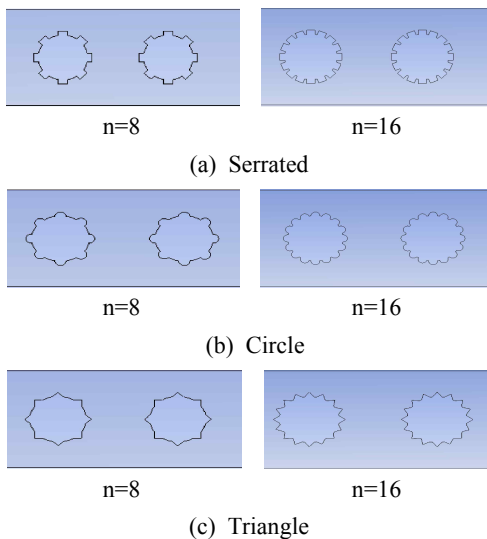 n=8 n=16
(a) Serrated
n=8 n=16
(b) Circle
n=8 n=16
(c) Triangle